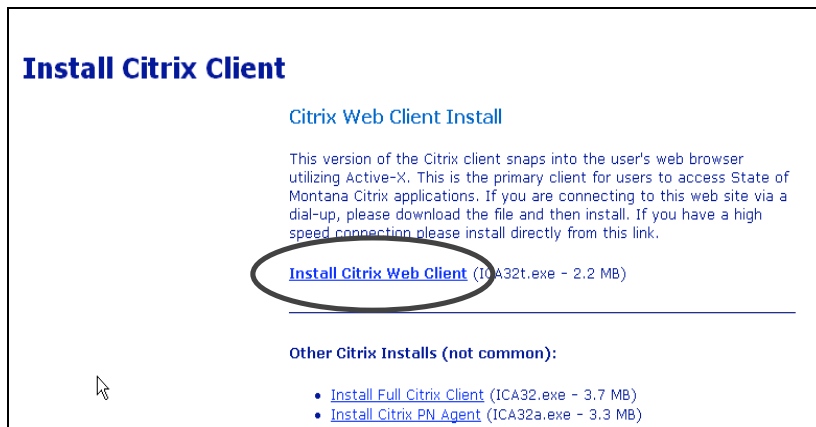 Install Citrix Client
Citrix Web Client Install
This version of the Citrix client snaps into the user's web browser
utilizing Active-X. This is the primary client for users to access State of
Montana Citrix applications. If you are connecting to this web site via a
dial-up, please download the file and then install. If you have a high
speed connection please install directly from this link.
Install Citrix Web Client (ICA32t.exe - 2.2 MB)
Other Citrix Installs (not common):
• Install Full Citrix Client (ICA32.exe - 3.7 MB)
• Install Citrix PN Agent (ICA32a.exe - 3.3 MB)